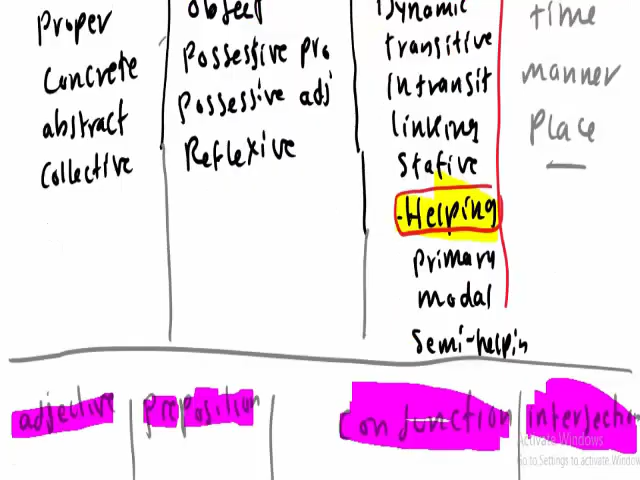 Proper
Concrete
abstract
Collective
object
Possessive pro
Possessive adj
Reflexive
Dynamic
transitive
Intransit
linking
Stative
-Helping
primary
modal
Semi-helpin
time
manner
Place
adjective
preposition
Conjunction
interjection
Activate Windows
Go to Settings to activate Window